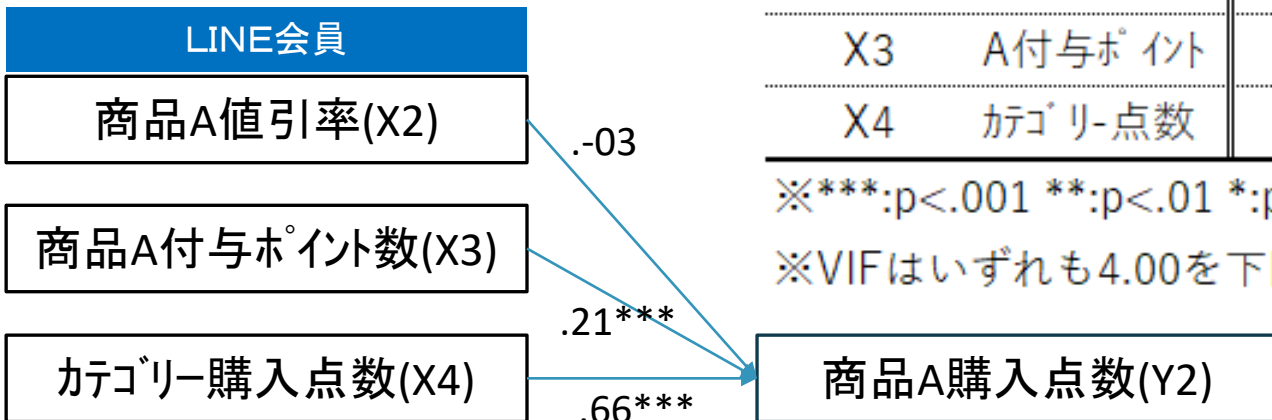 LINE会員
商品A値引率(X2)
.-03
商品A付与ﾎﾟｲﾝﾄ数(X3)
.21***
ｶﾃｺﾞﾘｰ購入点数(X4)
.66***
X3 A付与ﾎﾟｲﾝﾄ
X4 ｶﾃｺﾞﾘ-点数
※***:p<.001 **:p<.01 *:p
※VIFはいずれも4.00を下
商品A購入点数(Y2)